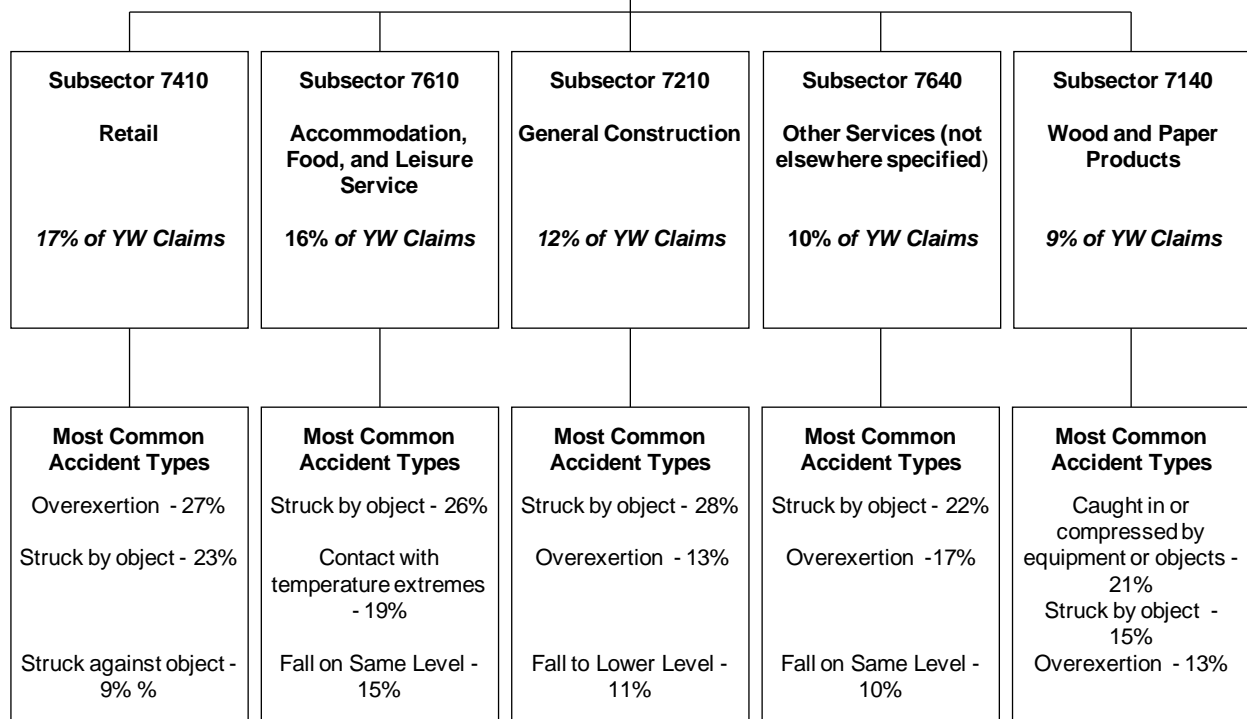 Subsector 7410
Retail
17% of YW Claims
Subsector 7610
Accommodation,
Food, and Leisure
Service
16% of YW Claims
Subsector 7210
General Construction
12% of YW Claims
Subsector 7640
Other Services (not
elsewhere specified)
10% of YW Claims
Subsector 7140
Wood and Paper
Products
9% of YW Claims
Most Common
Accident Types
Overexertion - 27%
Struck by object - 23%
Struck against object -
9% %
Most Common
Accident Types
Struck by object - 26%
Contact with
temperature extremes
- 19%
Fall on Same Level -
15%
Most Common
Accident Types
Struck by object - 28%
Overexertion - 13%
Fall to Lower Level -
11%
Most Common
Accident Types
Struck by object - 22%
Overexertion -17%
Fall on Same Level -
10%
Most Common
Accident Types
Caught in or
compressed by
equipment or objects -
21%
Struck by object -
15%
Overexertion - 13%